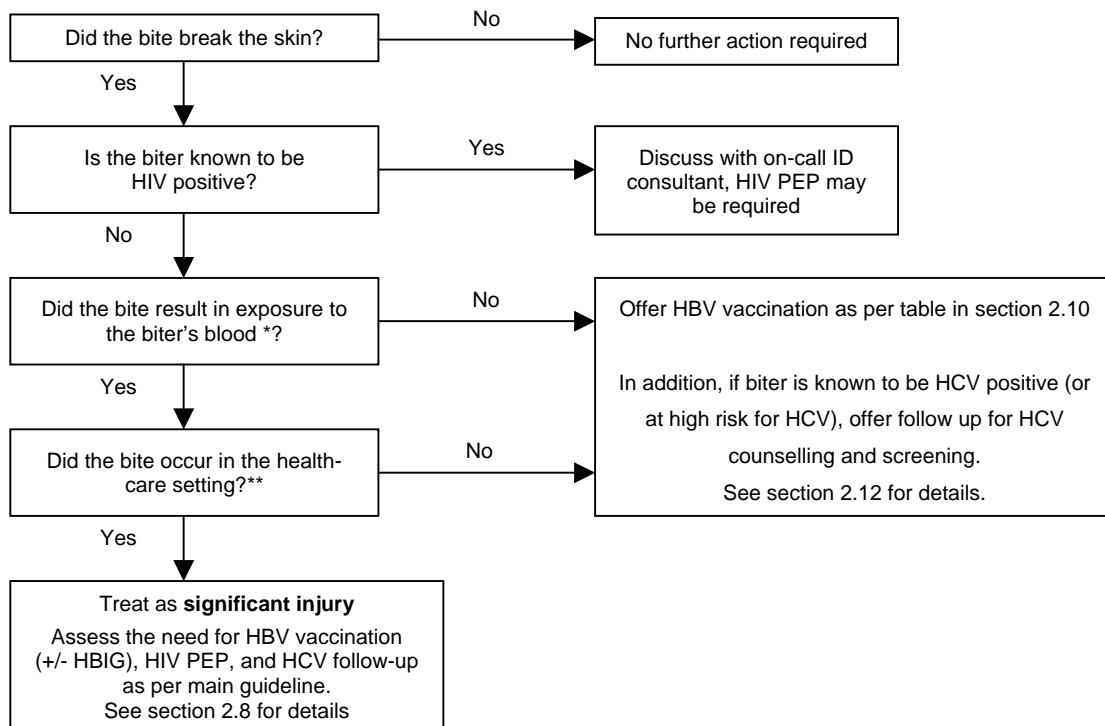 Did the bite break the skin?
No
No further action required
Yes
Is the biter known to be
HIV positive?
Yes
Discuss with on-call ID
consultant, HIV PEP may
be required
No
Did the bite result in exposure to
the biter’s blood *?
No
Offer HBV vaccination as per table in section 2.10
In addition, if biter is known to be HCV positive (or
at high risk for HCV), offer follow up for HCV
counselling and screening.
See section 2.12 for details.
Yes
Did the bite occur in the health-
care setting?**
No
Yes
Treat as significant injury
Assess the need for HBV vaccination
(+/- HBIG), HIV PEP, and HCV follow-up
as per main guideline.
See section 2.8 for details